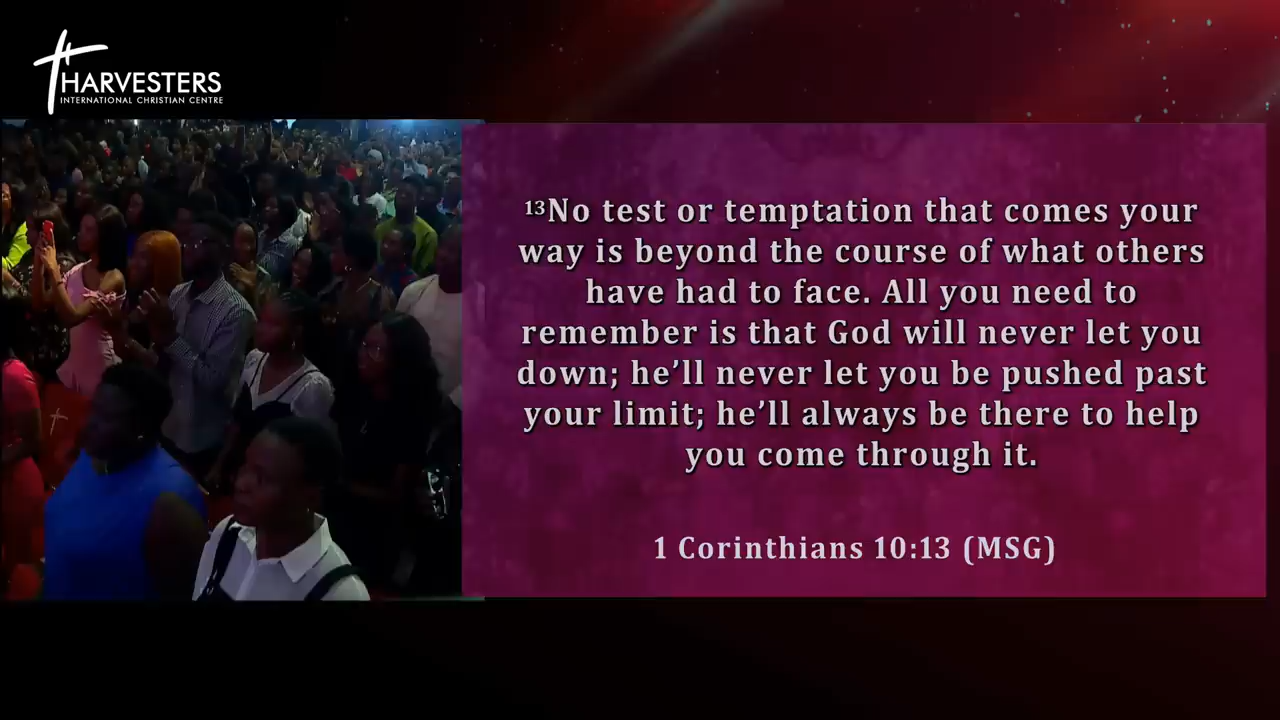 HARVESTERS
INTERNATIONAL CHRISTIAN CENTRE
¹³No test or temptation that comes your
way is beyond the course of what others
have had to face. All you need to
remember is that God will never let you
down; he’ll never let you be pushed past
your limit; he’ll always be there to help
you come through it.
1 Corinthians 10:13 (MSG)